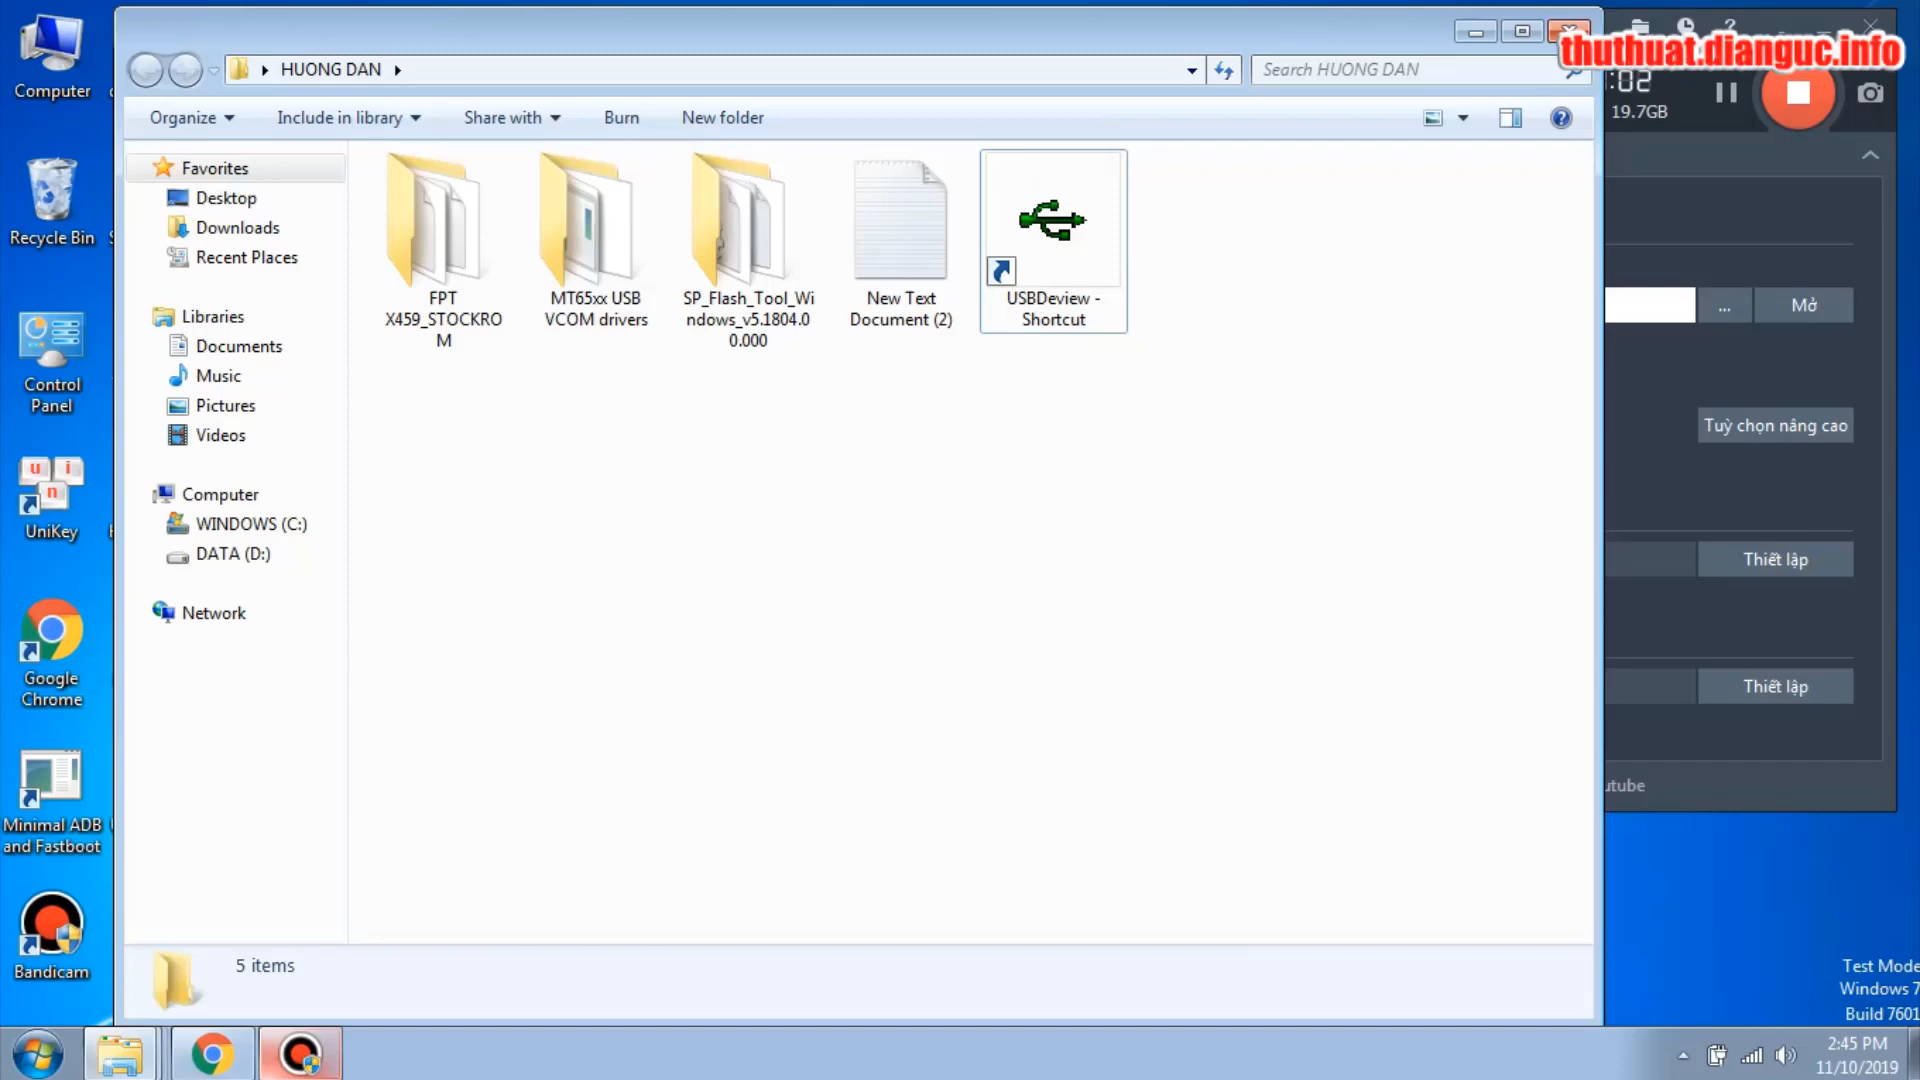 thuthuat.dianguc.info
:02
19.7GB
HUONG DAN
Search HUONG DAN
Organize
Include in library
Share with
Burn
New folder
Computer
Recycle Bin
Control
Panel
UniKey
Google
Chrome
Minimal ADB
and Fastboot
Bandicam
Favorites
Desktop
Downloads
Recent Places
Libraries
Documents
Music
Pictures
Videos
Computer
WINDOWS (C:)
DATA (D:)
Network
FPT
X459_STOCKRO
M
MT65xx USB
VCOM drivers
SP_Flash_Tool_Wi
ndows_v5.1804.0
0.000
New Text
Document (2)
USBDeview -
Shortcut
...
Mở
Tuỳ chọn nâng cao
Thiết lập
Thiết lập
utube
5 items
Test Mode
Windows 7
Build 7601
2:45 PM
11/10/2019